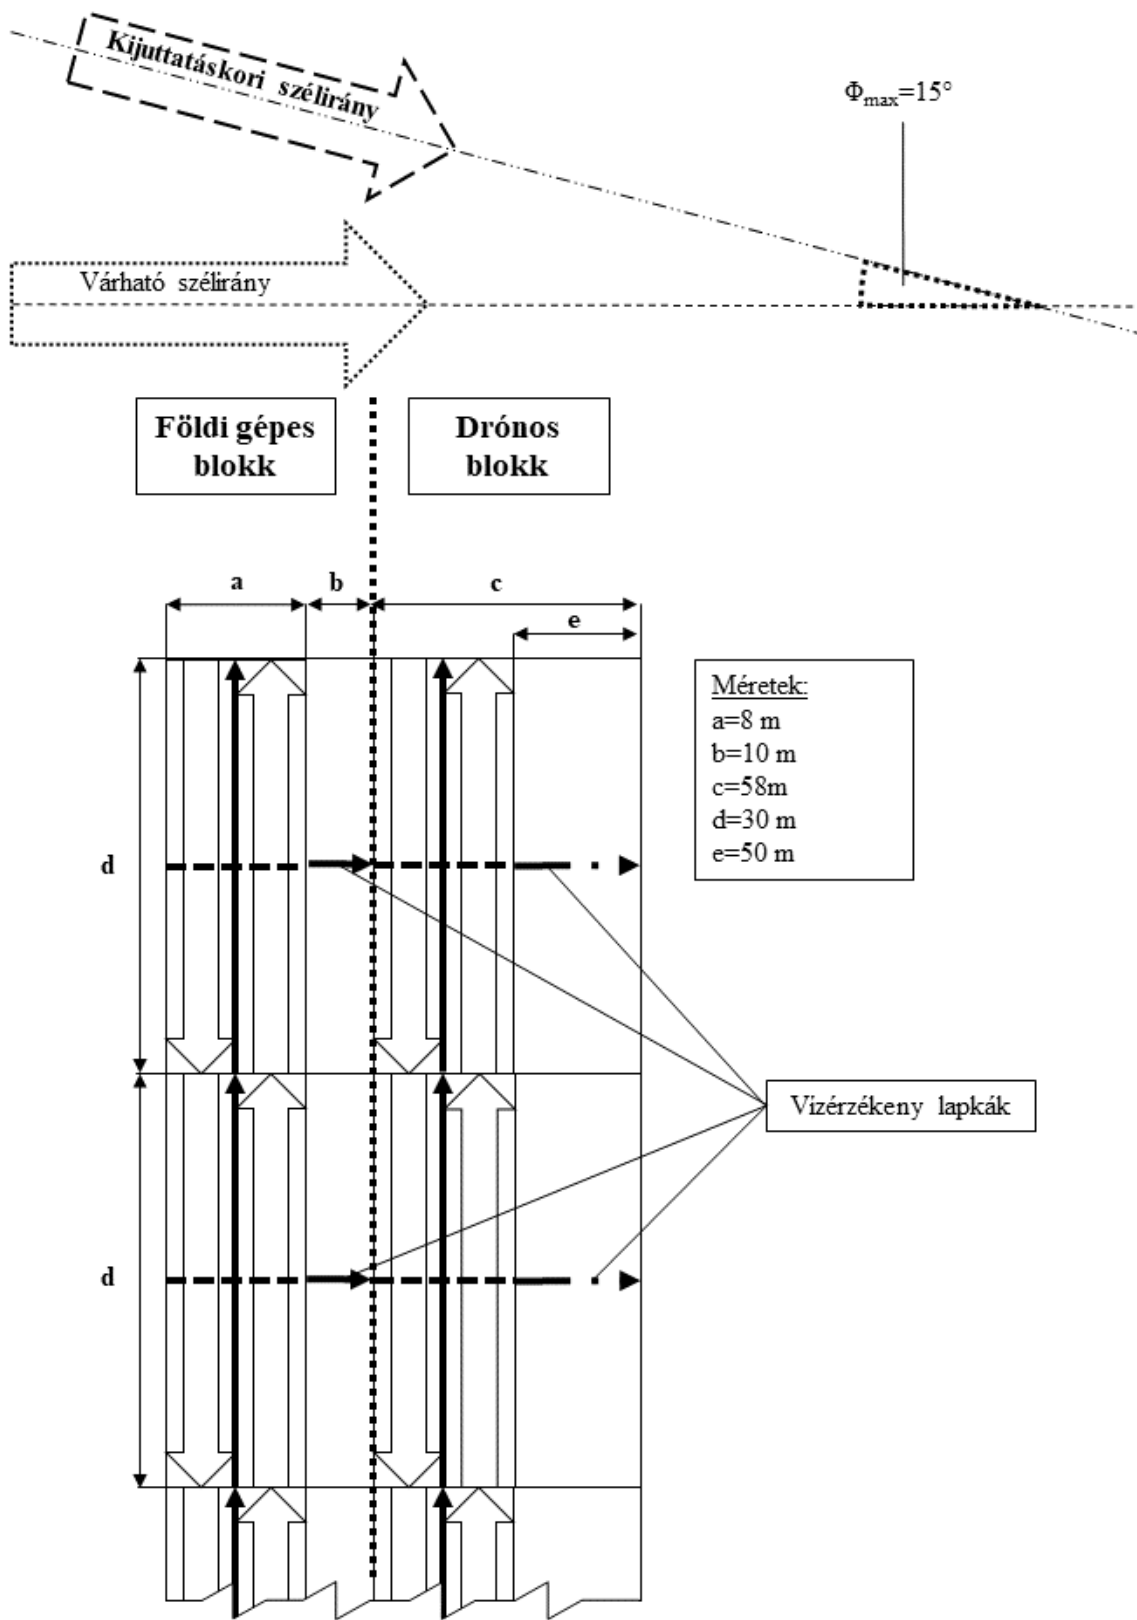 Kijuttatáskori szélirány
Φmax=15°
Várható szélirány
Földi gépes
blokk
Drónos
blokk
a
b
c
e
Méretek:
a=8 m
b=10 m
c=58m
d=30 m
e=50 m
d
Vízérzékeny lapkák
d